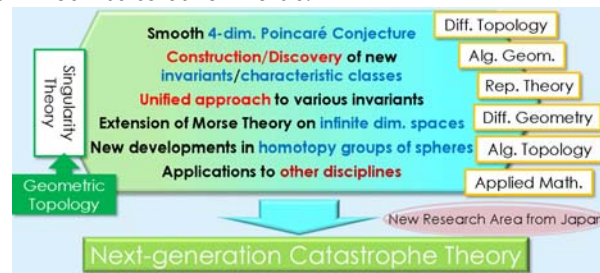 Smooth 4-dim. Poincaré Conjecture
Construction/Discovery of new
invariants/characteristic classes
Unified approach to various invariants
Extension of Morse Theory on infinite dim. spaces
New developments in homotopy groups of spheres
Applications to other disciplines
Singularity
Theory
Geometric
Topology
Diff. Topology
Alg. Geom.
Rep. Theory
Diff. Geometry
Alg. Topology
Applied Math.
New Research Area from Japan
Next-generation Catastrophe Theory